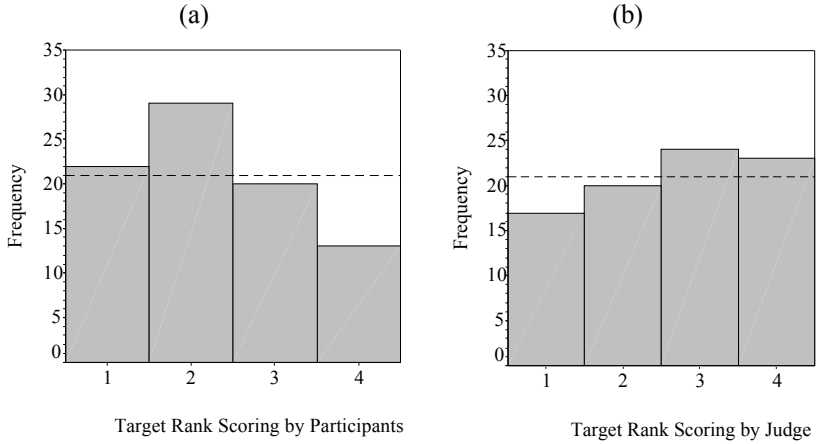 (a)
35
30
25
20
15
10
5
0
Frequency
1 2 3 4
Target Rank Scoring by Participants
(b)
35
30
25
20
15
10
5
0
Frequency
1 2 3 4
Target Rank Scoring by Judge